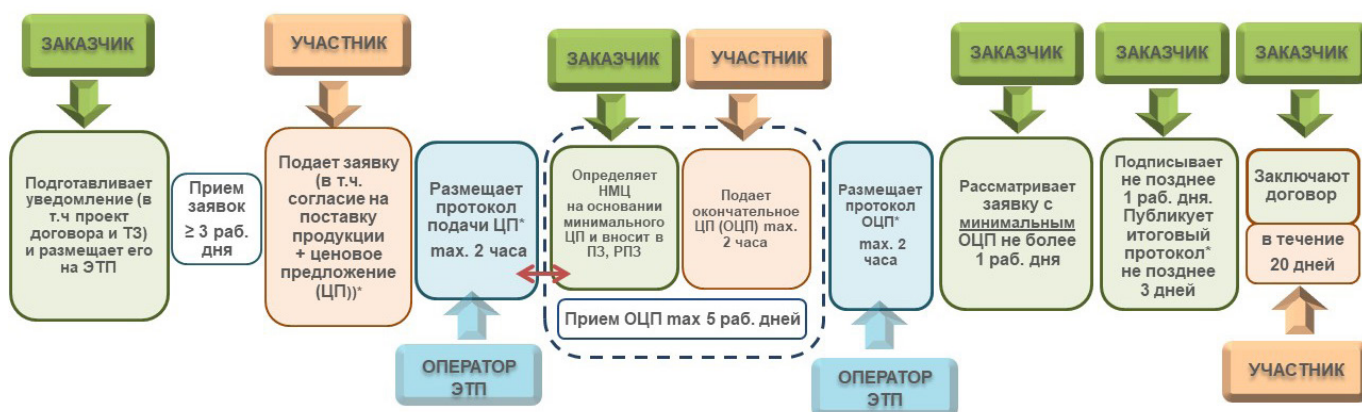 ЗАКАЗЧИК
УЧАСТНИК
ЗАКАЗЧИК
УЧАСТНИК
ЗАКАЗЧИК
ЗАКАЗЧИК
ЗАКАЗЧИК
Подготавливает
уведомление (в
т.ч проект
договора и ТЗ)
и размещает его
на ЭТП
Прием
заявок
≥ 3 раб.
дня
Подает заявку
(в т.ч.
согласие на
поставку
продукции
+ ценовое
предложение
(ЦП))*
Размещает
протокол
подачи ЦП*
max. 2 часа
Определяет
НМЦ
на основании
минимального
ЦП и вносит в
ПЗ, РПЗ
Подает
окончательное
ЦП (ОЦП) max.
2 часа
Прием ОЦП max 5 раб. дней
Размещает
протокол
ОЦП*
max. 2
часа
Рассматривает
заявку с
минимальным
ОЦП не более
1 раб. дня
Подписывает
не позднее
1 раб. дня.
Публикует
итоговый
протокол*
не позднее
3 дней
Заключают
договор
в течение
20 дней
ОПЕРАТОР
ЭТП
ОПЕРАТОР
ЭТП
УЧАСТНИК